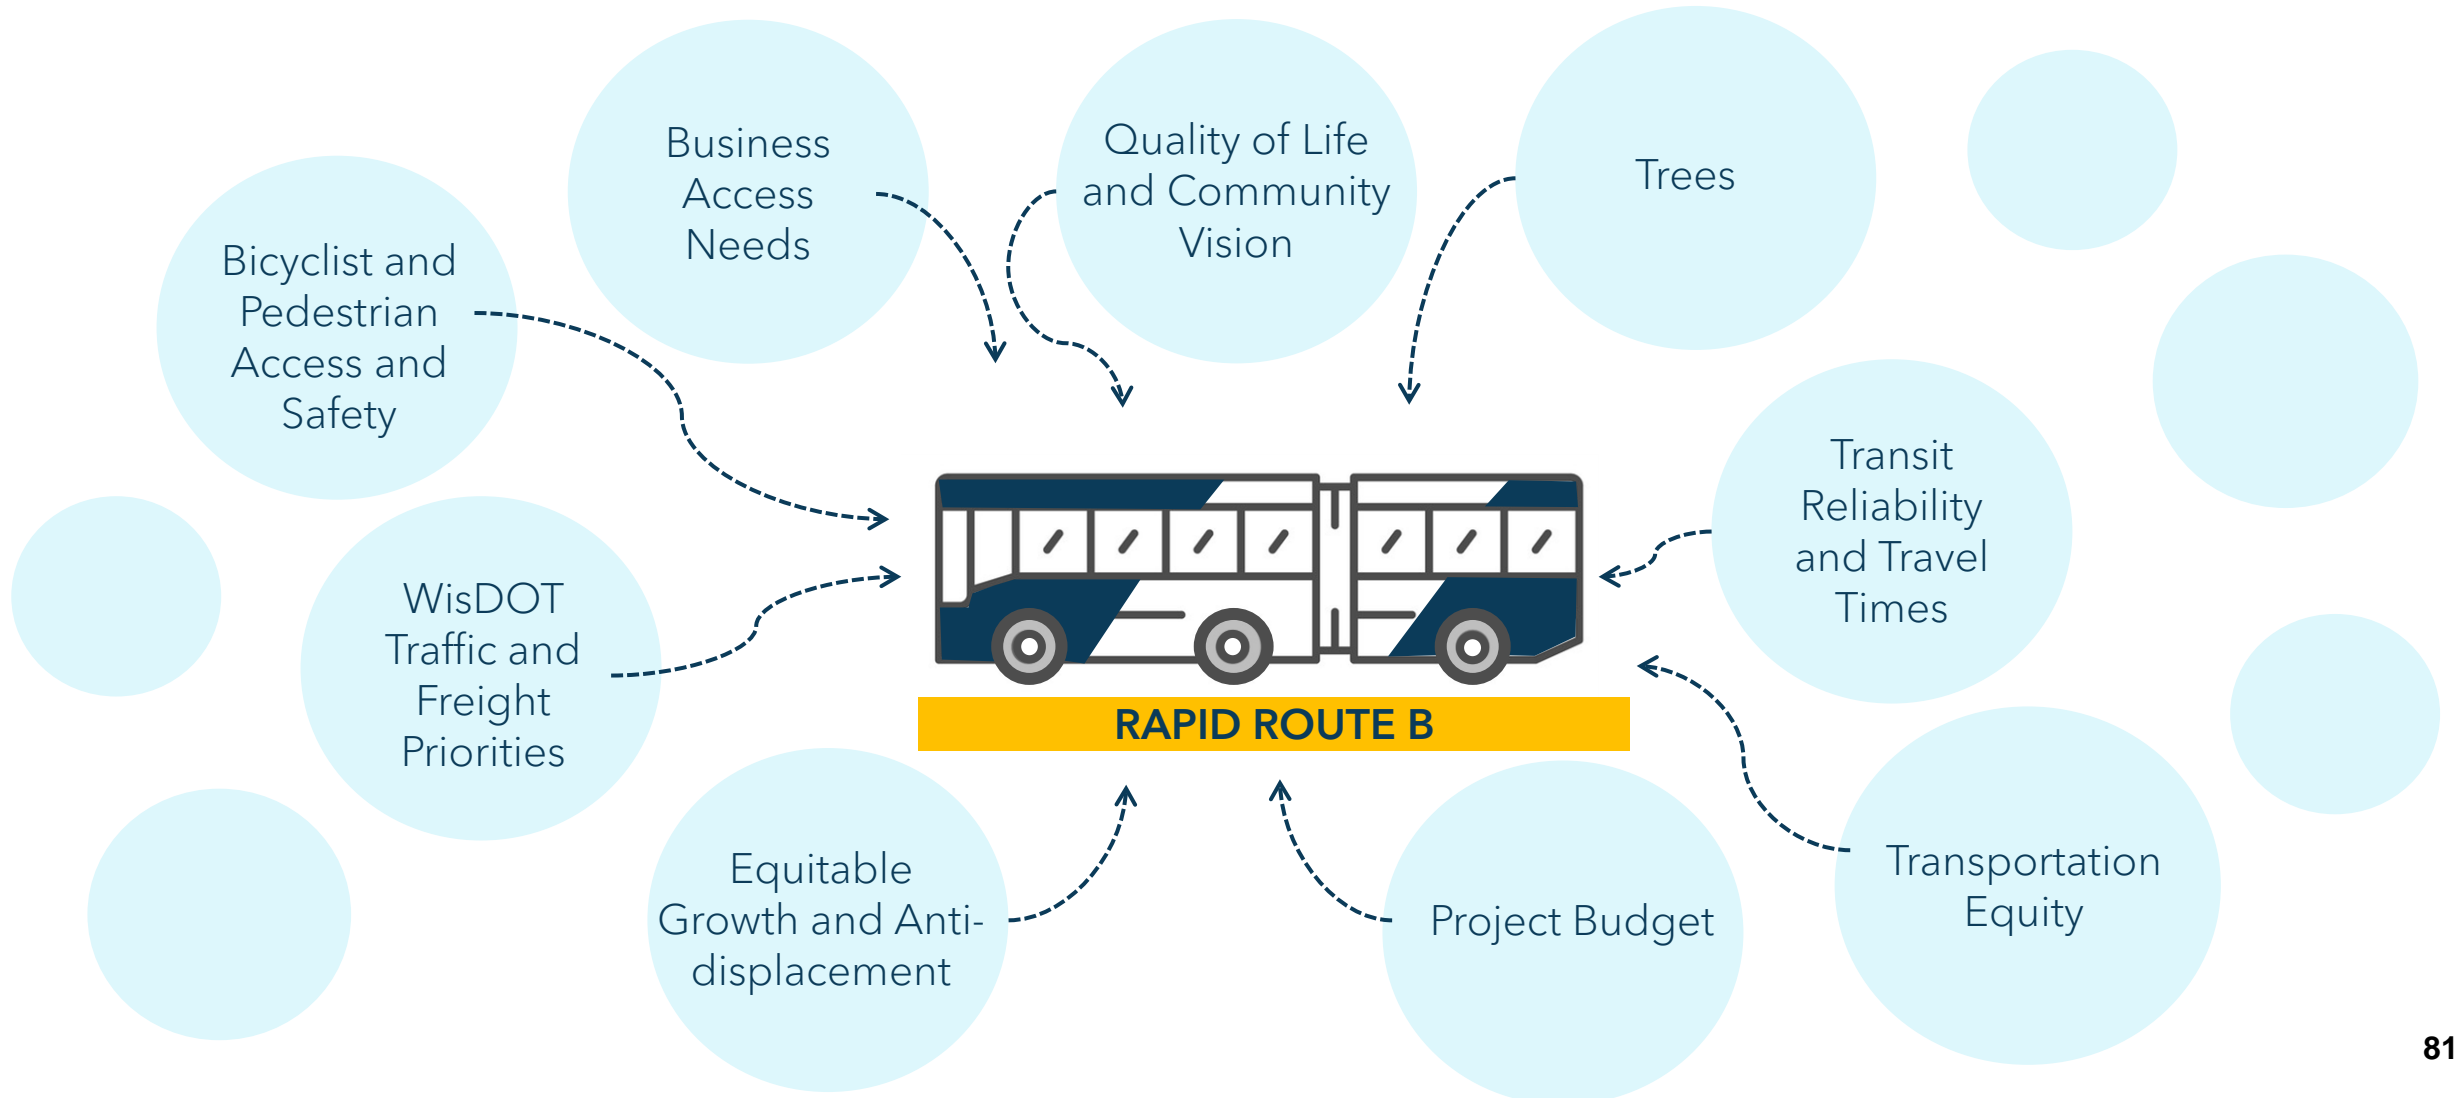 Bicyclist and
Pedestrian
Access and
Safety
Business
Access
Needs
Quality of Life
and Community
Vision
Trees
Transit
Reliability
and Travel
Times
WisDOT
Traffic and
Freight
Priorities
RAPID ROUTE B
Equitable
Growth and Anti-
displacement
Project Budget
Transportation
Equity
81